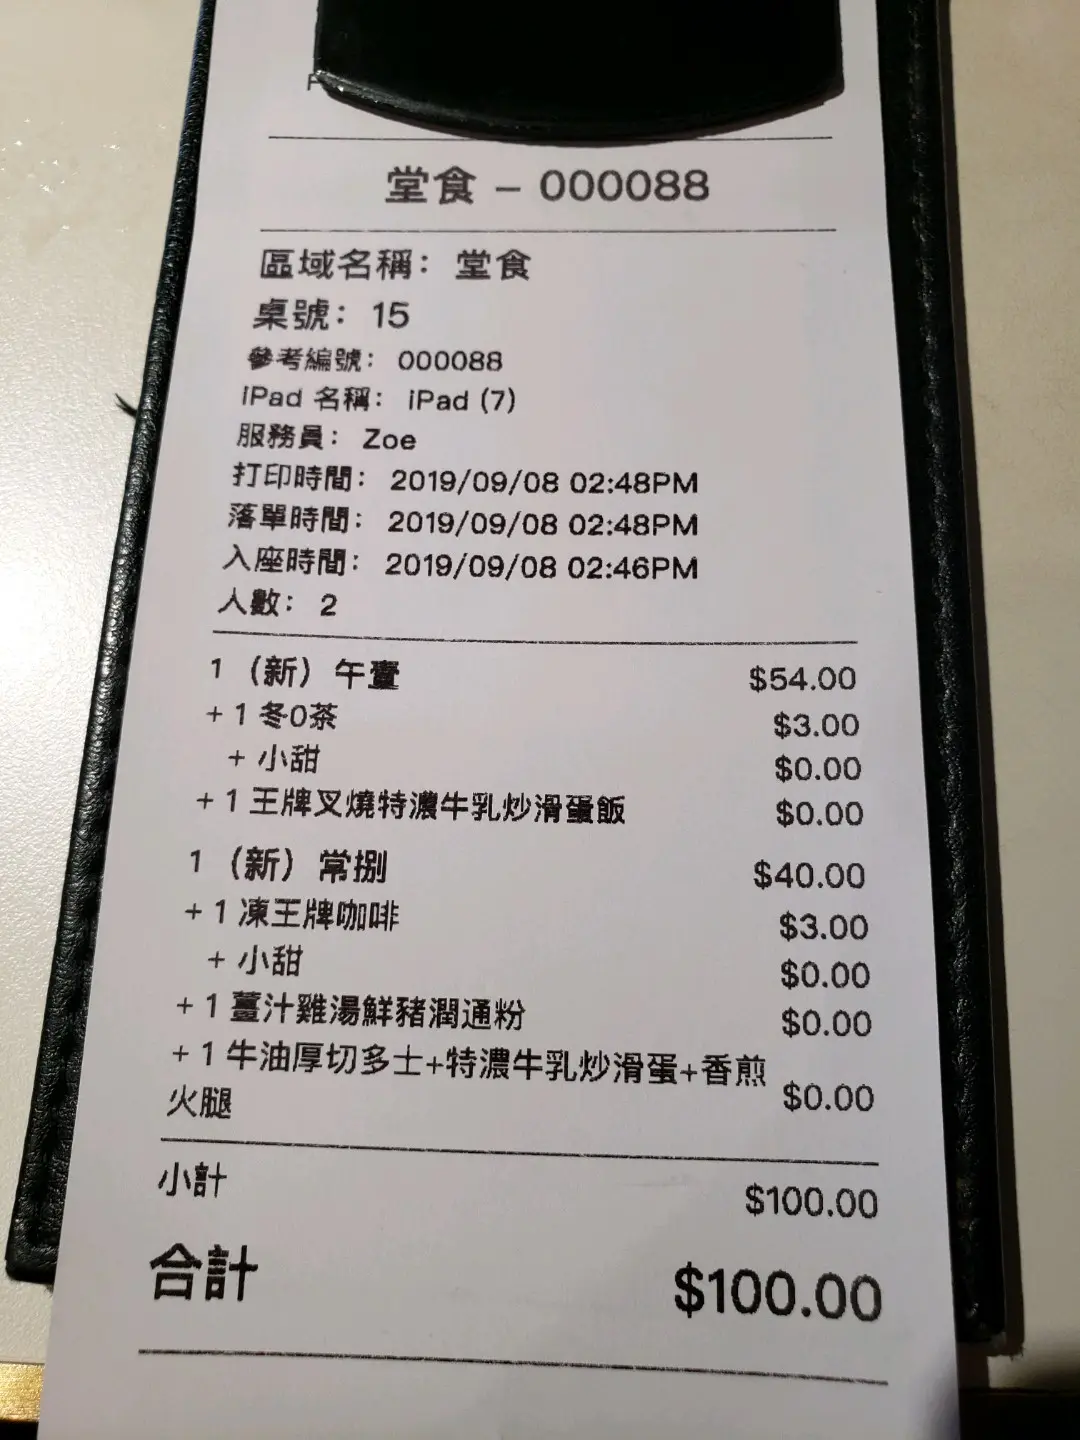 堂食 – 000088
區域名稱： 堂食
桌號： 15
參考編號： 000088
iPad 名稱： iPad (7)
服務員： Zoe
打印時間： 2019/09/08 02:48PM
落單時間： 2019/09/08 02:48PM
入座時間： 2019/09/08 02:46PM
人數： 2
1 （新）午 $54.00
+ 1 冬0茶 $3.00
+ 小甜 $0.00
+ 1 王牌叉燒特濃牛乳炒滑蛋飯 $0.00
1 （新）常捌 $40.00
+ 1 凍王牌咖啡 $3.00
+ 小甜 $0.00
+ 1 薑汁雞湯鮮豬潤通粉 $0.00
+ 1 牛油厚切多士+特濃牛乳炒滑蛋+香煎
火腿 $0.00
小計 $100.00
合計 $100.00